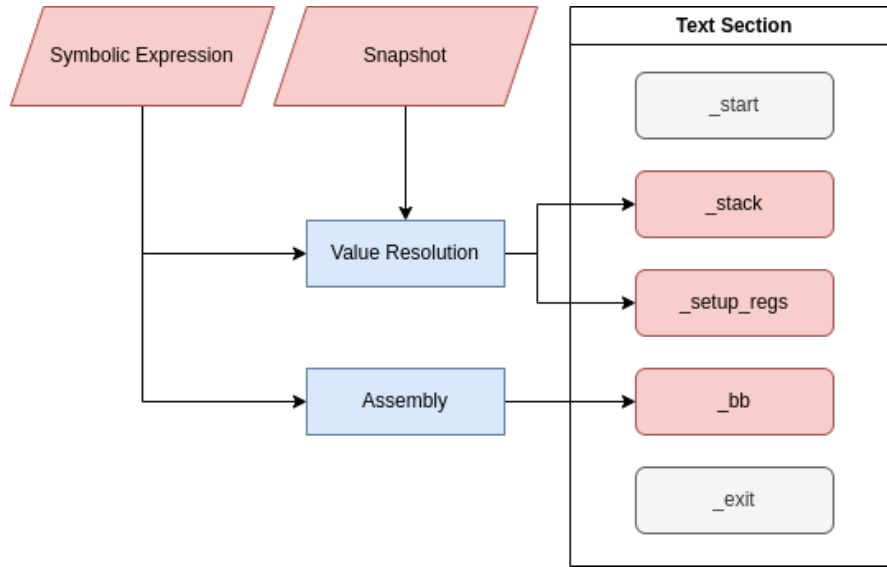 Symbolic Expression
Snapshot
Text Section
_start
_stack
Value Resolution
_setup_regs
Assembly
_bb
_exit